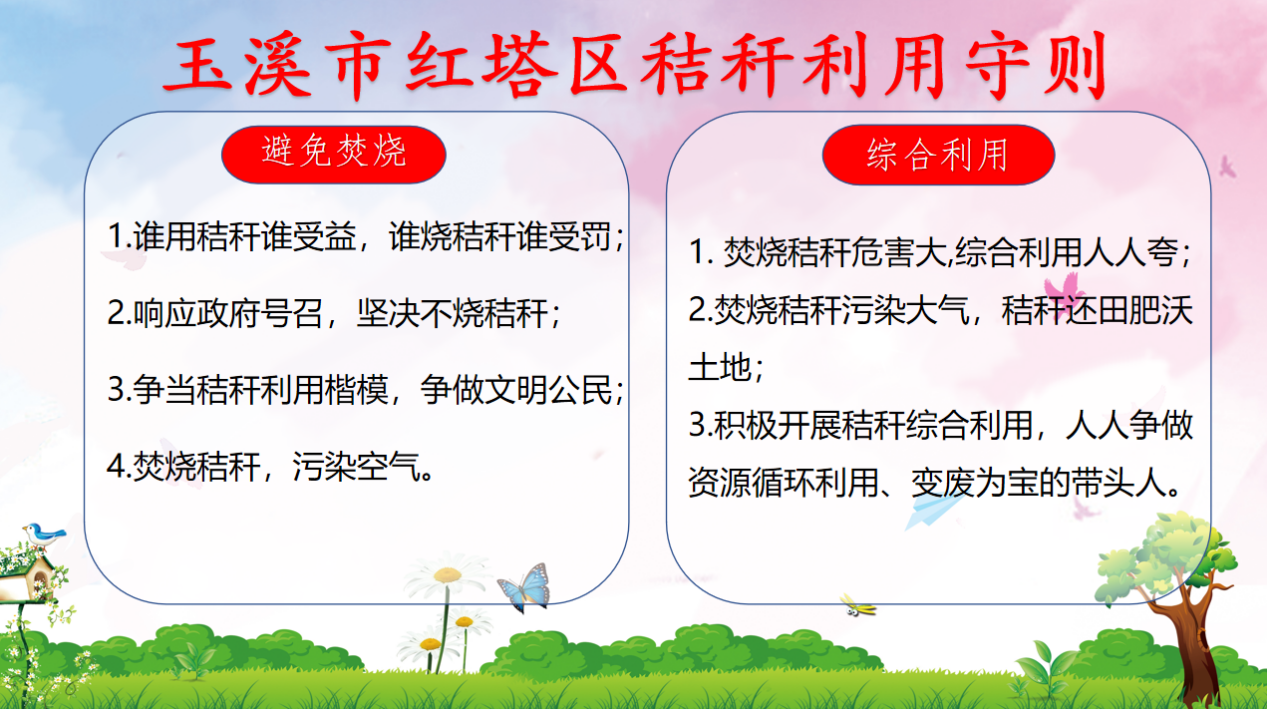 玉溪市红塔区秸秆利用守则
避免焚烧
1.谁用秸秆谁受益，谁烧秸秆谁受罚；
2.响应政府号召，坚决不烧秸秆；
3.争当秸秆利用楷模，争做文明公民；
4.焚烧秸秆，污染空气。
综合利用
1. 焚烧秸秆危害大,综合利用人人夸；
2.焚烧秸秆污染大气，秸秆还田肥沃
土地；
3.积极开展秸秆综合利用，人人争做
资源循环利用、变废为宝的带头人。